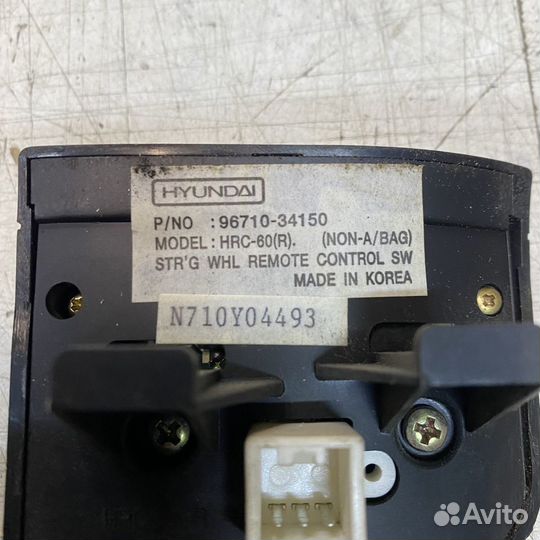 HYUNDAI
P/NO : 96710-34150
MODEL : HRC-60(R). (NON-A/BAG)
STR'G WHL REMOTE CONTROL SW
MADE IN KOREA
N710Y04493
Avito